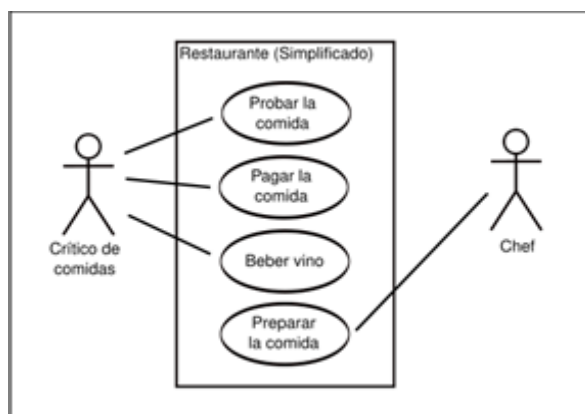 Restaurante (Simplificado)
Probar la
comida
Pagar la
comida
Beber vino
Preparar
la comida
Crítico de
comidas
Chef